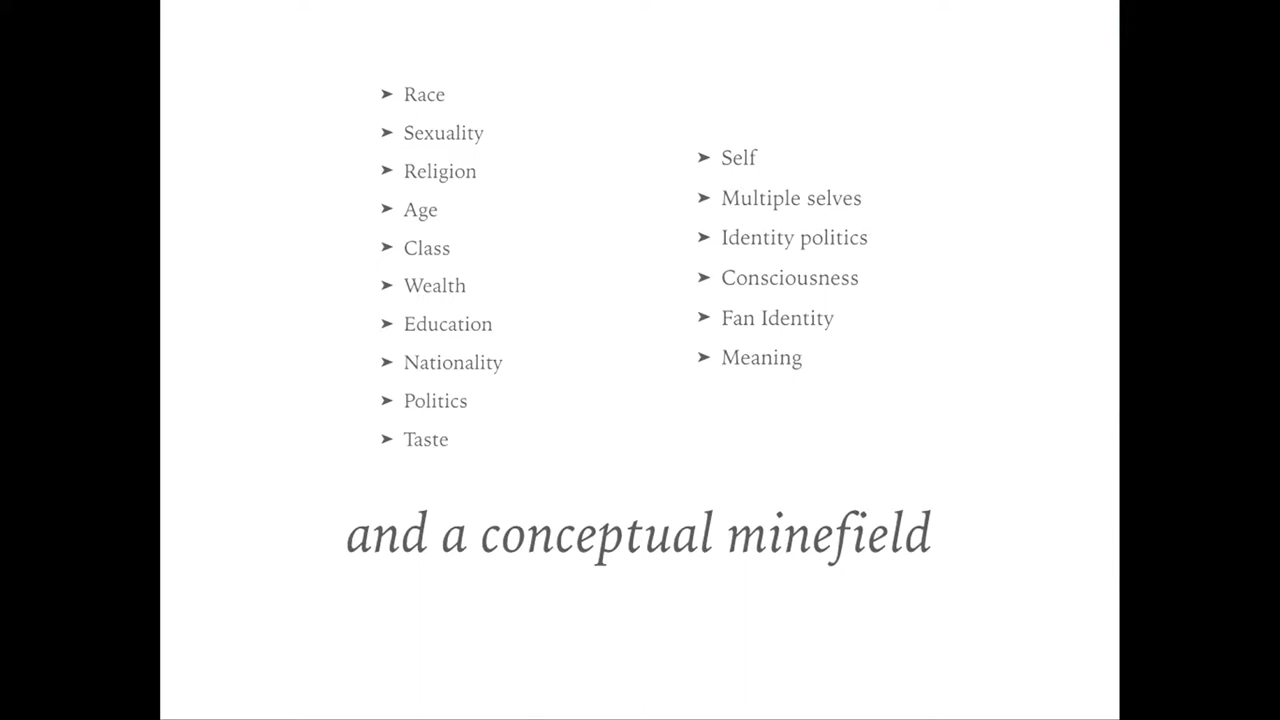 Race
Sexuality
Religion
Age
Class
Wealth
Education
Nationality
Politics
Taste
Self
Multiple selves
Identity politics
Consciousness
Fan Identity
Meaning
and a conceptual minefield